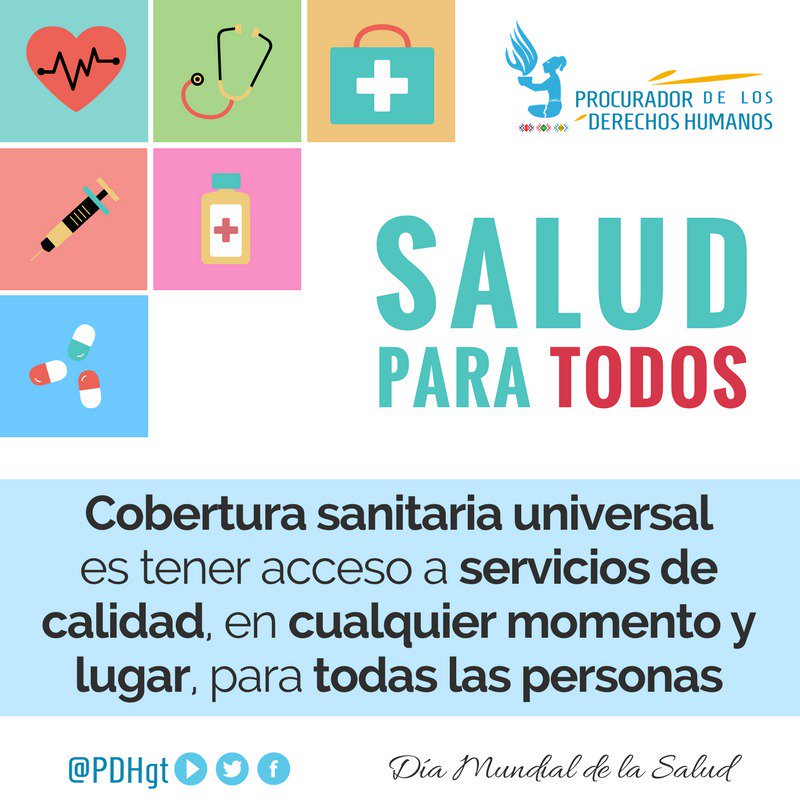 PROCURADOR DE LOS
DERECHOS HUMANOS
SALUD
PARA TODOS
Cobertura sanitaria universal
es tener acceso a servicios de
calidad, en cualquier momento y
lugar, para todas las personas
@PDHgt
Día Mundial de la Salud